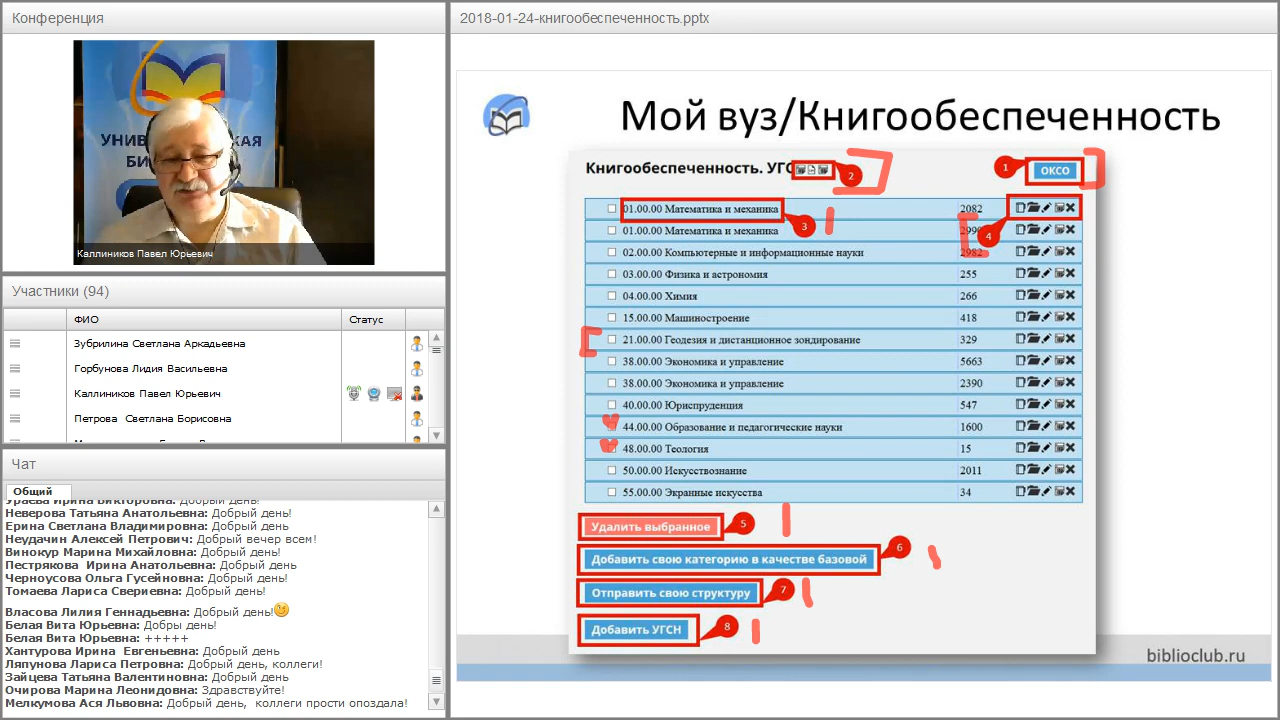 Конференция
УНИВ СКАЯ
БИ
Каллиников Павел Юрьевич
Участники (94)
ФИО Статус
Зубрилина Светлана Аркадьевна
Горбунова Лидия Васильевна
Каллиников Павел Юрьевич
Петрова Светлана Борисовна
Чат
Общий
Ураева Ирина Викторовна: Добрый день!
Неверова Татьяна Анатольевна: Добрый день!
Ерина Светлана Владимировна: Добрый день
Неудачин Алексей Петрович: Добрый вечер всем!
Винокур Марина Михайловна: Добрый день!
Пестрякова Ирина Анатольевна: Добрый день
Черноусова Ольга Гусейновна: Добрый день!
Томаева Лариса Свериевна: Добрый день!
Власова Лилия Геннадьевна: Добрый день!
Белая Вита Юрьевна: Добры день!
Белая Вита Юрьевна: +++++
Хантурова Ирина Евгеньевна: Добрый день
Ляпунова Лариса Петровна: Добрый день, коллеги!
Зайцева Татьяна Валентиновна: Добрый день
Очирова Марина Леонидовна: Здравствуйте!
Мелкумова Ася Львовна: Добрый день, коллеги прости опоздала!
2018-01-24-книгообеспеченность.pptx
Мой вуз/Книгообеспеченность
Книгообеспеченность. УГС 2 1 ОКСО
01.00.00 Математика и механика 2082
3 4
01.00.00 Математика и механика 2990
02.00.00 Компьютерные и информационные науки 2982
03.00.00 Физика и астрономия 255
04.00.00 Химия 266
15.00.00 Машиностроение 418
21.00.00 Геодезия и дистанционное зондирование 329
38.00.00 Экономика и управление 5663
38.00.00 Экономика и управление 2390
40.00.00 Юриспруденция 547
44.00.00 Образование и педагогические науки 1600
48.00.00 Теология 15
50.00.00 Искусствознание 2011
55.00.00 Экранные искусства 34
Удалить выбранное 5
Добавить свою категорию в качестве базовой 6
Отправить свою структуру 7
Добавить УГСН 8
biblioclub.ru